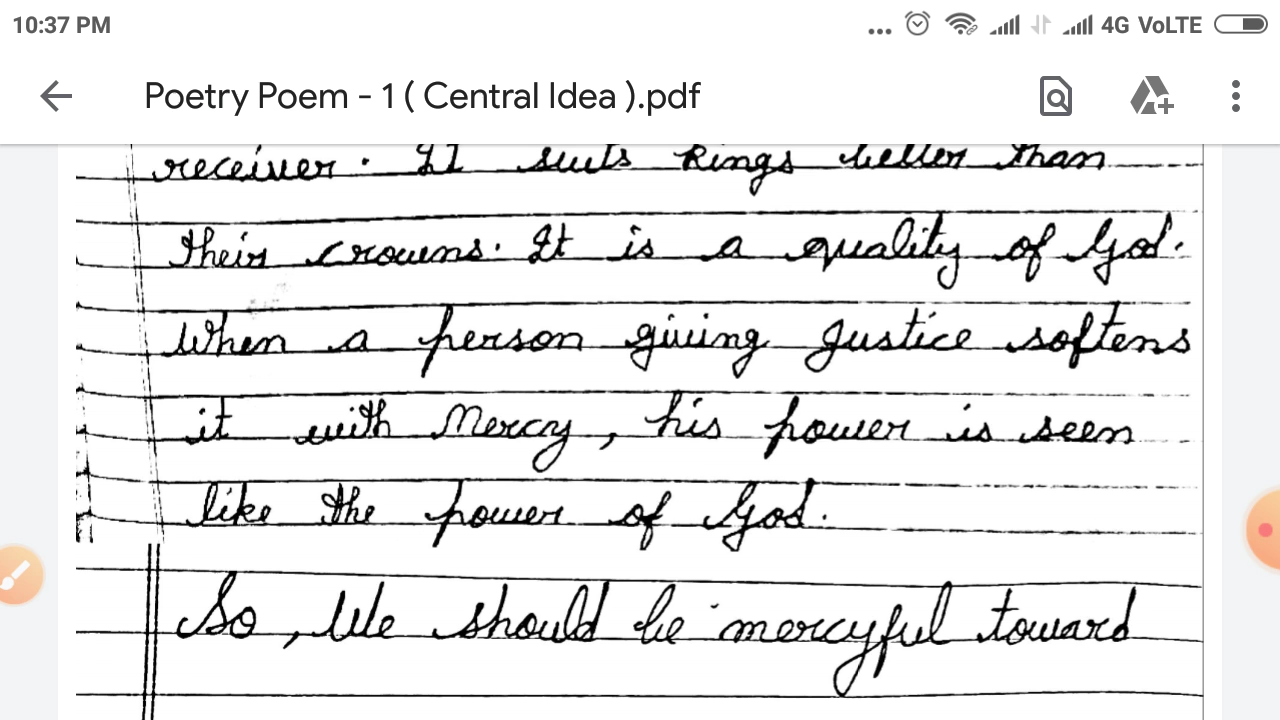 10:37 PM ... 4G VoLTE
Poetry Poem - 1 ( Central Idea ).pdf
receiver. It suits kings better than
their crowns. It is a quality of God.
When a person giving Justice softens
it with Mercy, his power is seen
like the power of God.
So, We should be mercyful toward